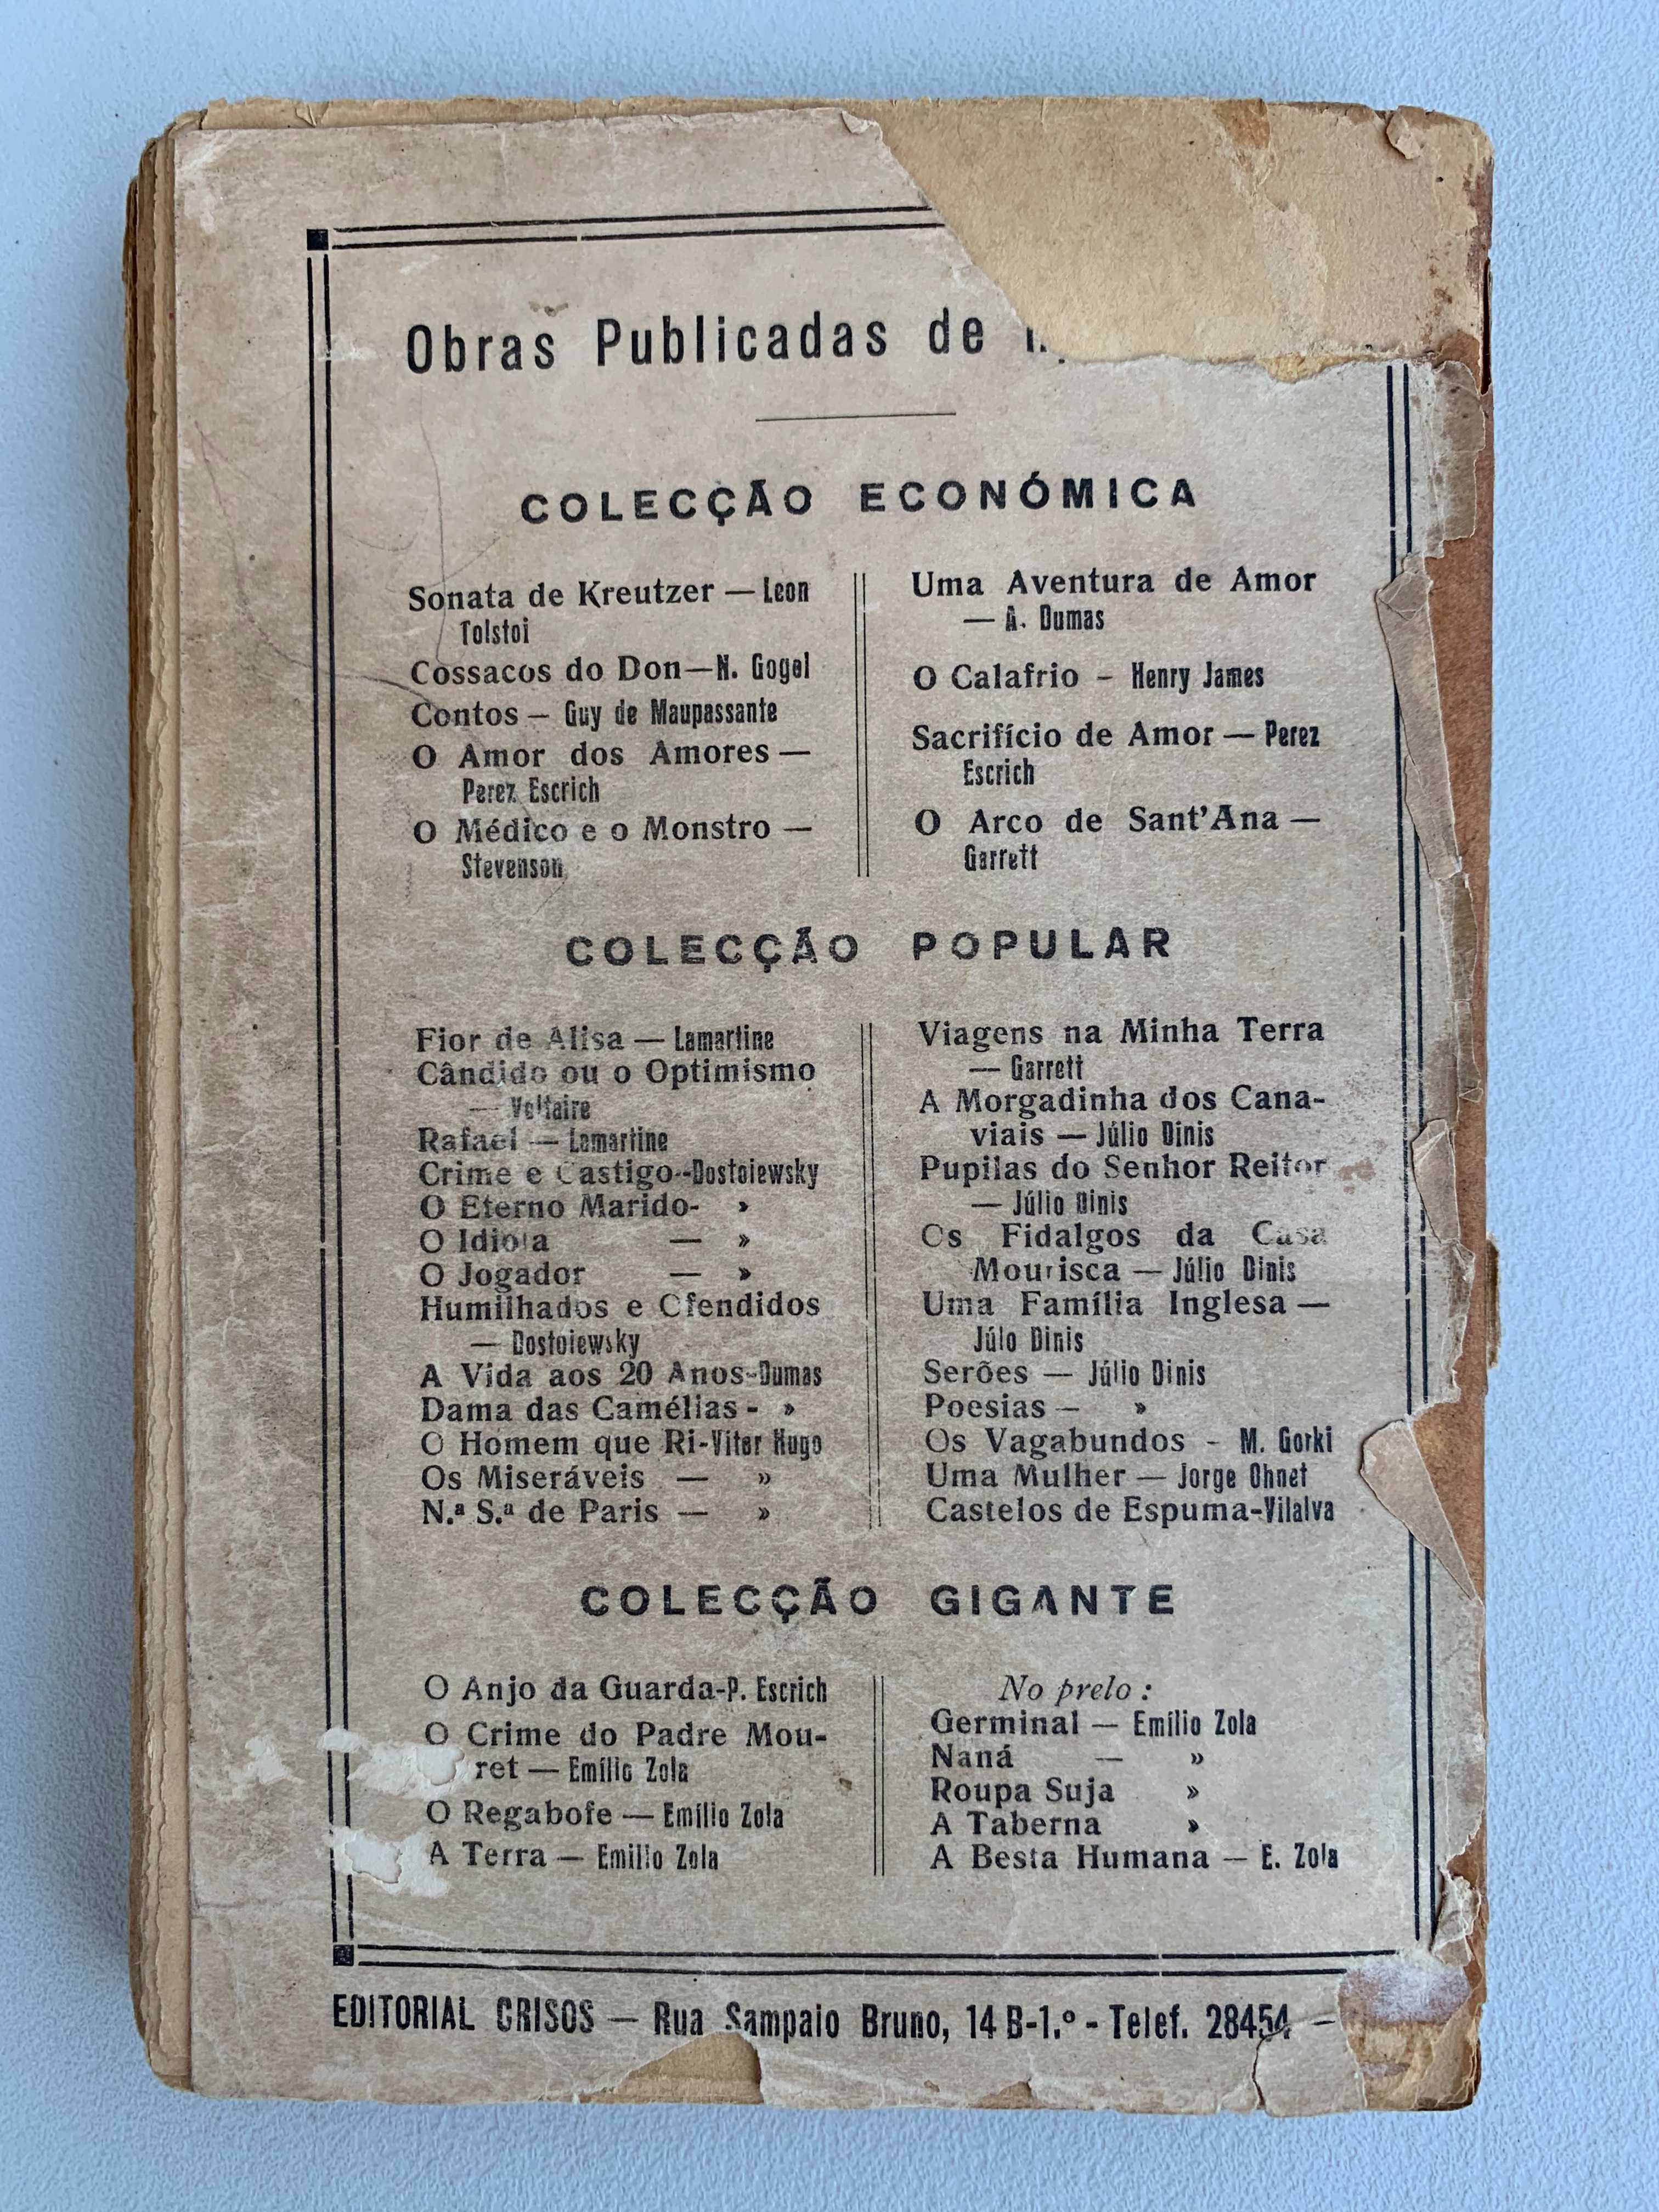 Obras Publicadas de
COLECÇÃO ECONÓMICA
Sonata de Kreutzer — Leon
Tolstoi
Cossacos do Don—N. Gogol
Contos — Guy de Maupassante
O Amor dos Amores —
Perez Escrich
O Médico e o Monstro —
Stevenson
Uma Aventura de Amor
— A. Dumas
O Calafrio - Henry James
Sacrifício de Amor — Perez
Escrich
O Arco de Sant'Ana —
Garrett
COLECÇÃO POPULAR
Fior de Alisa — Lamartine
Cândido ou o Optimismo
— Voltaire
Rafael — Lamartine
Crime e Castigo--Dostoiewsky
O Eterno Marido- »
O Idiota — »
O Jogador — »
Humilhados e Ofendidos
— Dostoiewsky
A Vida aos 20 Anos-Dumas
Dama das Camélias - »
O Homem que Ri-Vitor Hugo
Os Miseráveis — »
N.ª S.ª de Paris — »
Viagens na Minha Terra
— Garrett
A Morgadinha dos Cana-
viais — Júlio Dinis
Pupilas do Senhor Reitor
— Júlio Dinis
Os Fidalgos da Casa
Mourisca — Júlio Dinis
Uma Família Inglesa —
Júlo Dinis
Serões — Júlio Dinis
Poesias — »
Os Vagabundos - M. Gorki
Uma Mulher — Jorge Ohnet
Castelos de Espuma-Vilalva
COLECÇÃO GIGANTE
O Anjo da Guarda-P. Escrich
O Crime do Padre Mou-
ret — Emílio Zola
O Regabofe — Emílio Zola
A Terra — Emilio Zola
No prelo :
Germinal — Emílio Zola
Naná — »
Roupa Suja »
A Taberna »
A Besta Humana — E. Zola
EDITORIAL CRISOS — Rua Sampaio Bruno, 14 B-1.º - Telef. 28454 —